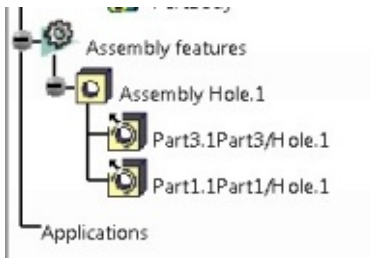 Assembly features
Assembly Hole.1
Part3.1Part3/Hole.1
Part1.1Part1/Hole.1
Applications